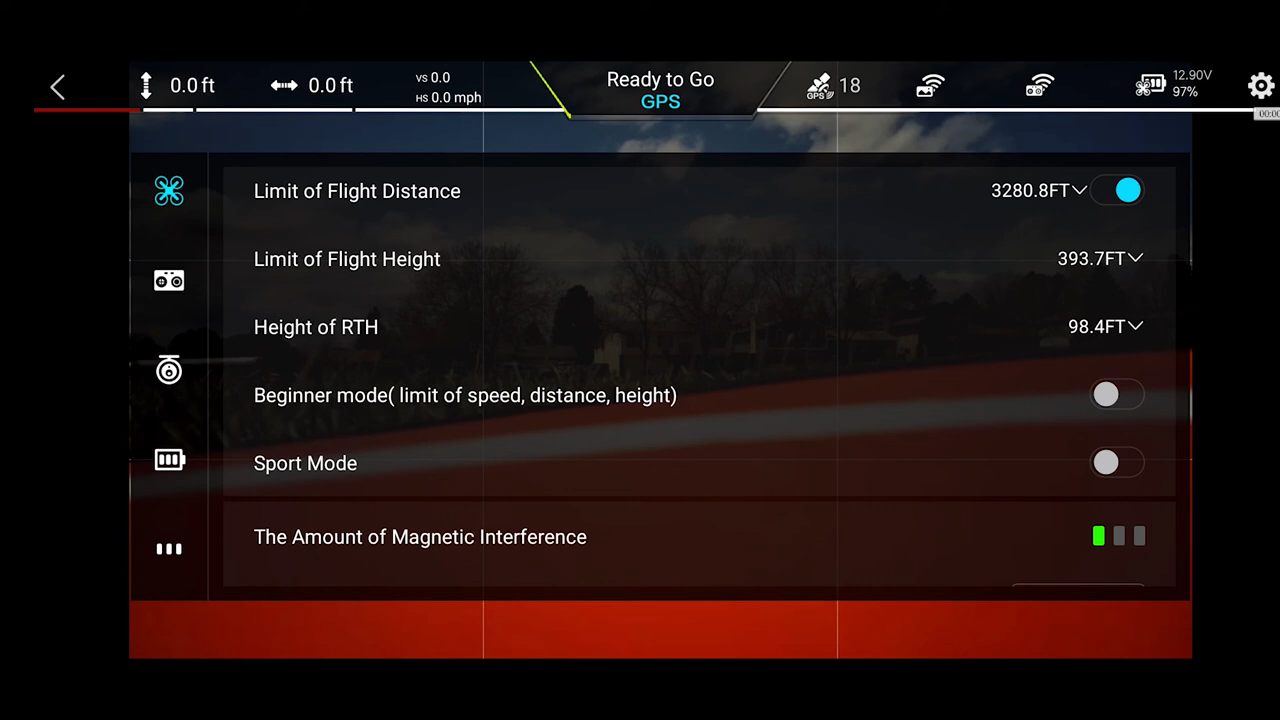 0.0 ft
0.0 ft
VS 0.0
HS 0.0 mph
Ready to Go
GPS
GPS
18
12.90V
97%
Limit of Flight Distance
3280.8FT
Limit of Flight Height
393.7FT
Height of RTH
98.4FT
Beginner mode( limit of speed, distance, height)
Sport Mode
The Amount of Magnetic Interference